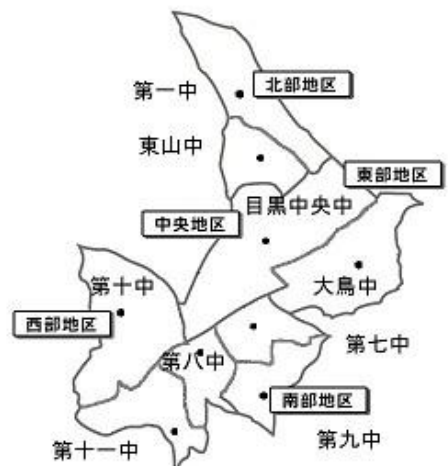 北部地区
第一中
東山中
東部地区
目黒中央中
中央地区
第十中
大鳥中
西部地区
第七中
第八中
南部地区
第九中
第十一中